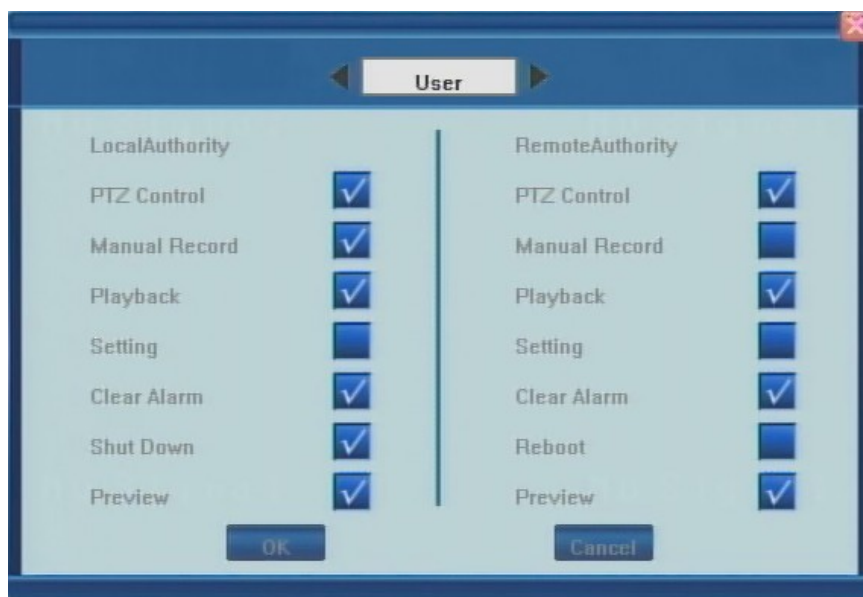 User
LocalAuthority
PTZ Control
Manual Record
Playback
Setting
Clear Alarm
Shut Down
Preview
RemoteAuthority
PTZ Control
Manual Record
Playback
Setting
Clear Alarm
Reboot
Preview
OK
Cancel